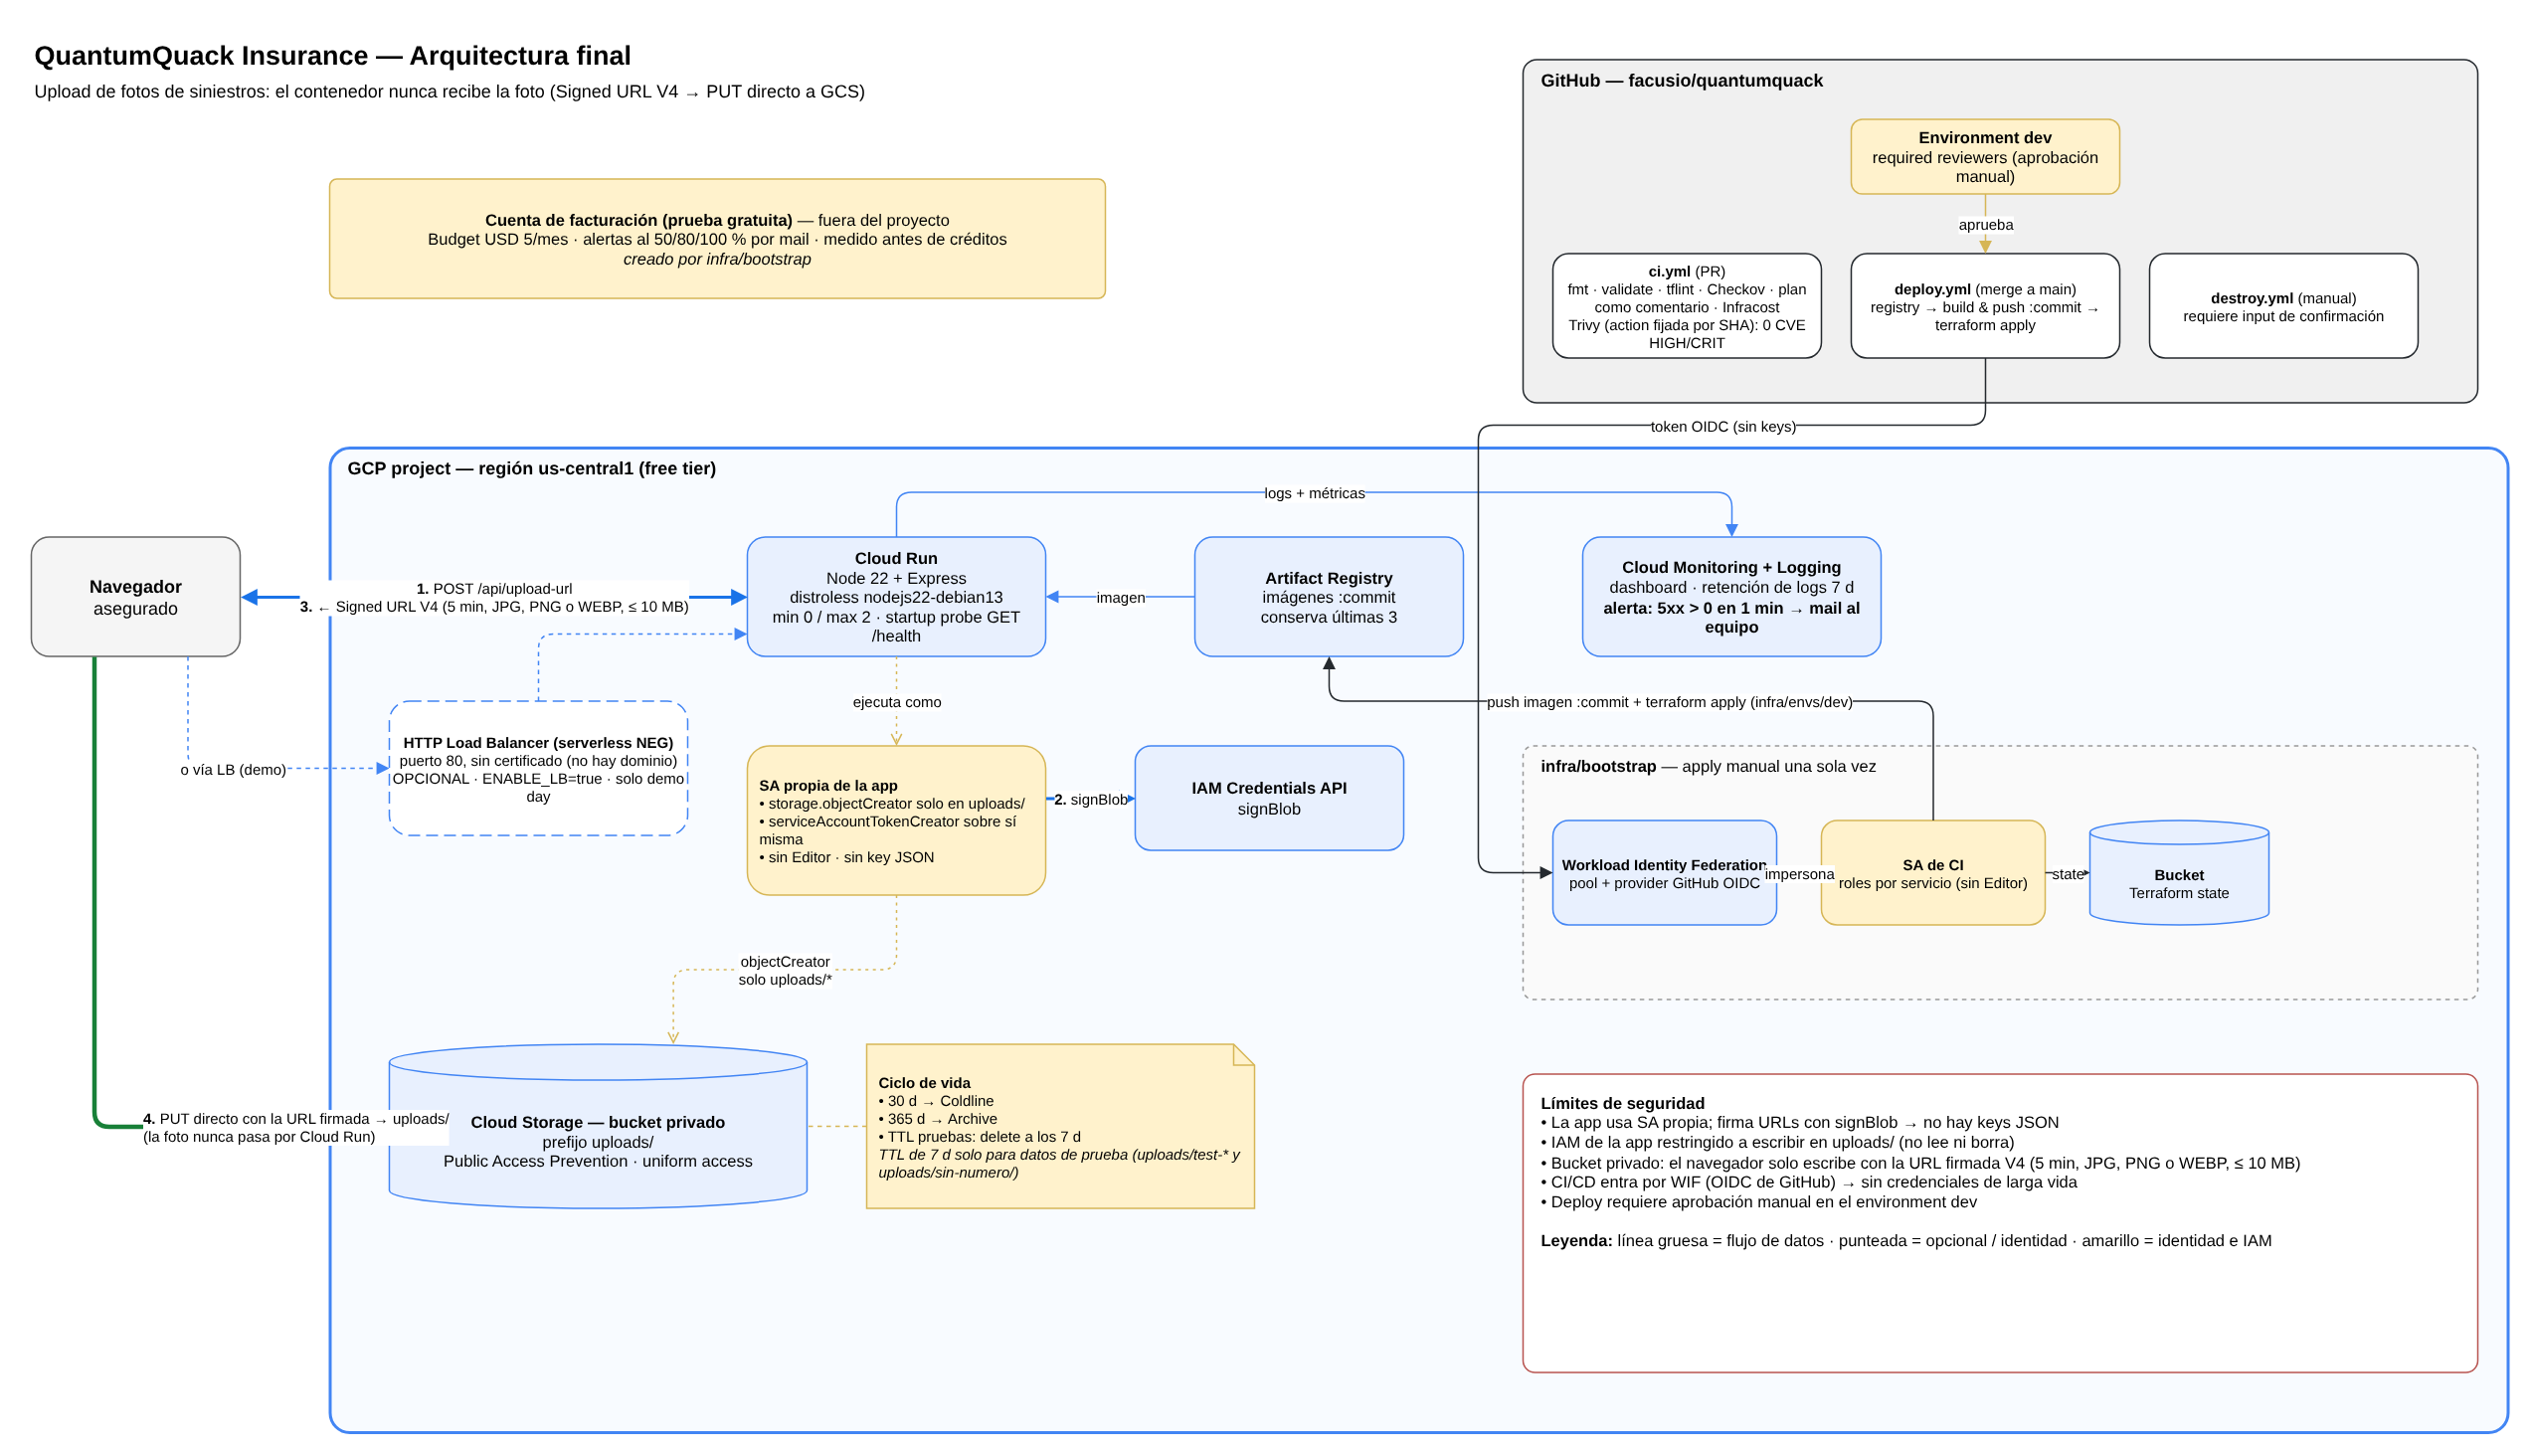 QuantumQuack Insurance — Arquitectura final
Upload de fotos de siniestros: el contenedor nunca recibe la foto (Signed URL V4 → PUT directo a GCS)
Cuenta de facturación (prueba gratuita) — fuera del proyecto
Budget USD 5/mes · alertas al 50/80/100 % por mail · medido antes de créditos
creado por infra/bootstrap
GitHub — facusio/quantumquack
Environment dev
required reviewers (aprobación
manual)
aprueba
ci.yml (PR)
fmt · validate · tflint · Checkov · plan
como comentario · Infracost
Trivy (action fijada por SHA): 0 CVE
HIGH/CRIT
deploy.yml (merge a main)
registry → build & push :commit →
terraform apply
destroy.yml (manual)
requiere input de confirmación
token OIDC (sin keys)
GCP project — región us-central1 (free tier)
logs + métricas
Navegador
asegurado
1. POST /api/upload-url
3. ← Signed URL V4 (5 min, JPG, PNG o WEBP, ≤ 10 MB)
Cloud Run
Node 22 + Express
distroless nodejs22-debian13
min 0 / max 2 · startup probe GET
/health
imagen
Artifact Registry
imágenes :commit
conserva últimas 3
Cloud Monitoring + Logging
dashboard · retención de logs 7 d
alerta: 5xx > 0 en 1 min → mail al
equipo
ejecuta como
push imagen :commit + terraform apply (infra/envs/dev)
o vía LB (demo)
HTTP Load Balancer (serverless NEG)
puerto 80, sin certificado (no hay dominio)
OPCIONAL · ENABLE_LB=true · solo demo
day
SA propia de la app
• storage.objectCreator solo en uploads/
• serviceAccountTokenCreator sobre sí
misma
• sin Editor · sin key JSON
2. signBlob
IAM Credentials API
signBlob
infra/bootstrap — apply manual una sola vez
Workload Identity Federation
pool + provider GitHub OIDC
impersona
SA de CI
roles por servicio (sin Editor)
state
Bucket
Terraform state
objectCreator
solo uploads/*
4. PUT directo con la URL firmada → uploads/
(la foto nunca pasa por Cloud Run)
Cloud Storage — bucket privado
prefijo uploads/
Public Access Prevention · uniform access
Ciclo de vida
• 30 d → Coldline
• 365 d → Archive
• TTL pruebas: delete a los 7 d
TTL de 7 d solo para datos de prueba (uploads/test-* y
uploads/sin-numero/)
Límites de seguridad
• La app usa SA propia; firma URLs con signBlob → no hay keys JSON
• IAM de la app restringido a escribir en uploads/ (no lee ni borra)
• Bucket privado: el navegador solo escribe con la URL firmada V4 (5 min, JPG, PNG o WEBP, ≤ 10 MB)
• CI/CD entra por WIF (OIDC de GitHub) → sin credenciales de larga vida
• Deploy requiere aprobación manual en el environment dev
Leyenda: línea gruesa = flujo de datos · punteada = opcional / identidad · amarillo = identidad e IAM